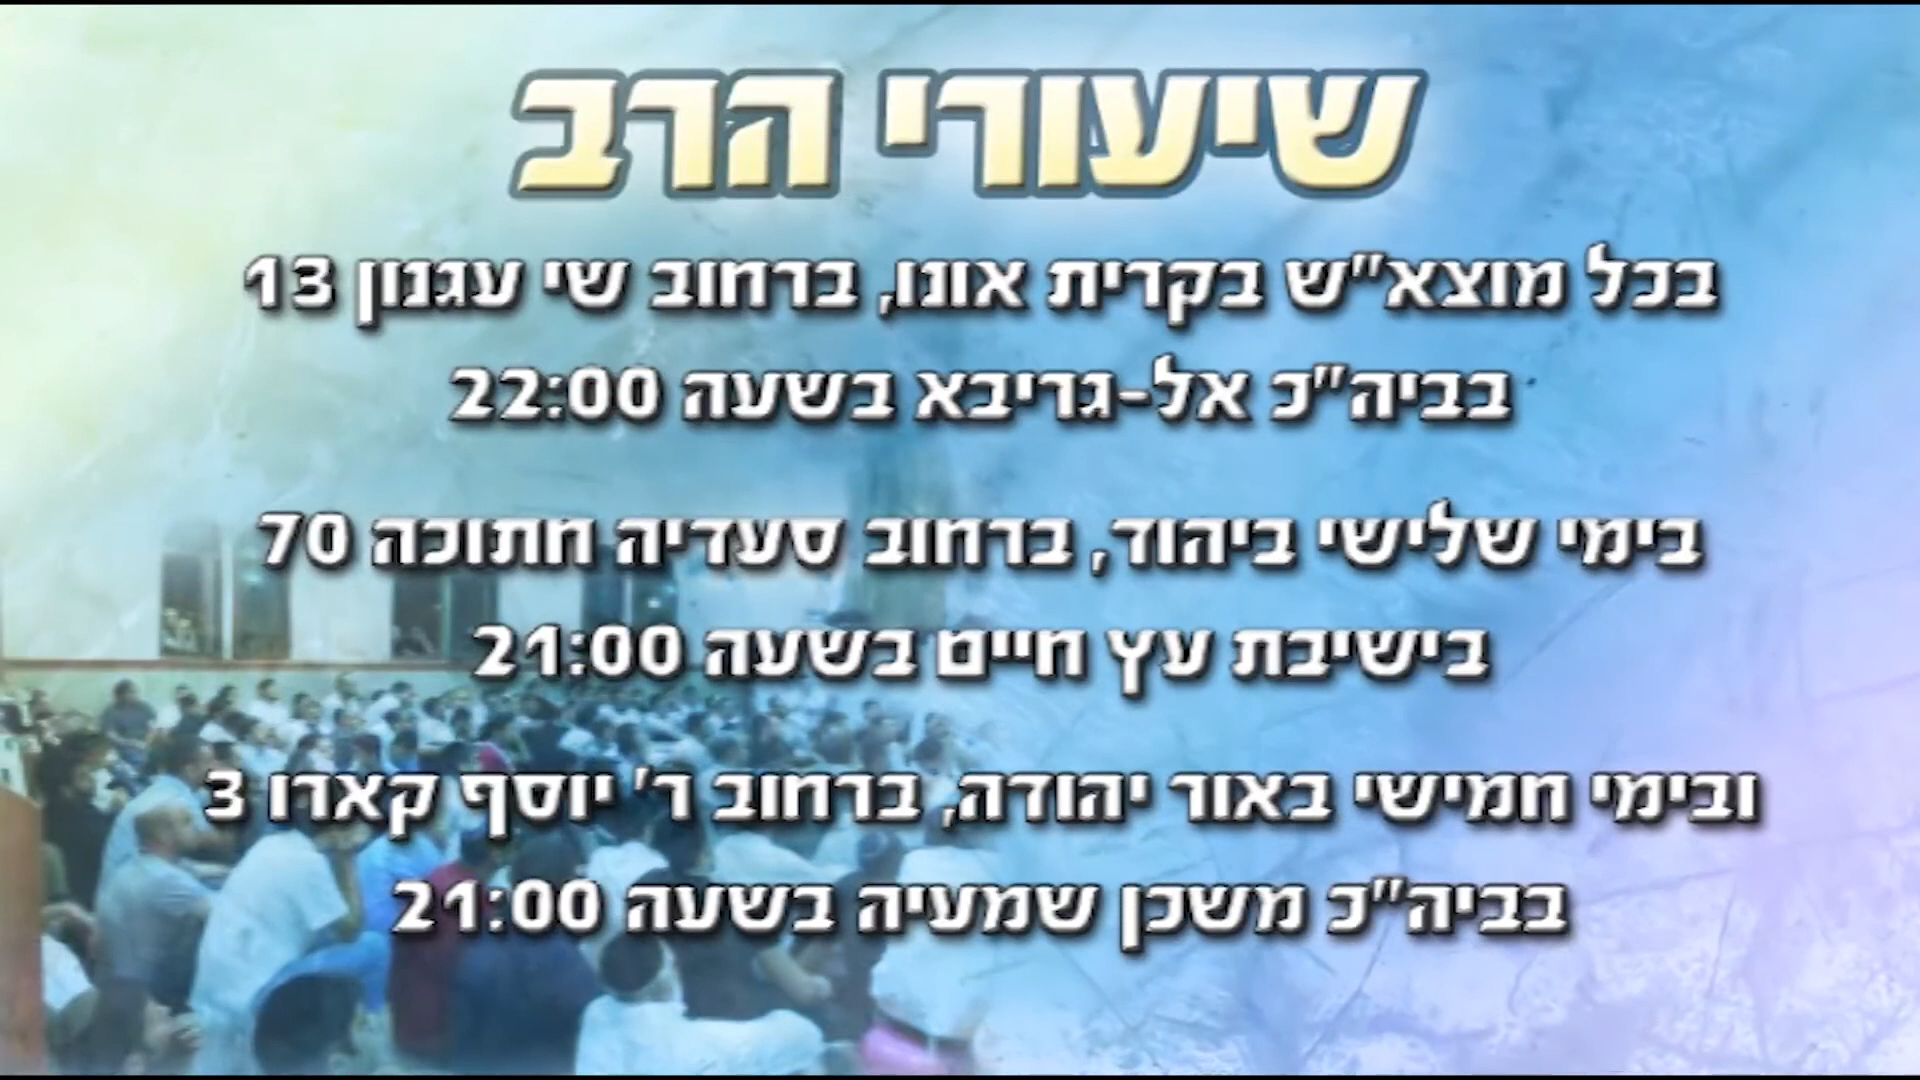 שיעורי הרב
בכל מוצא"ש בקרית אונו, ברחוב שי עגנון 13
בביה"כ אל-גריבא בשעה 22:00
בימי שלישי ביהוד, ברחוב סעדיה חתוכה 70
בישיבת עץ חיים בשעה 21:00
ובימי חמישי באור יהודה, ברחוב ר' יוסף קארו 3
בביה"כ משכן שמעיה בשעה 21:00